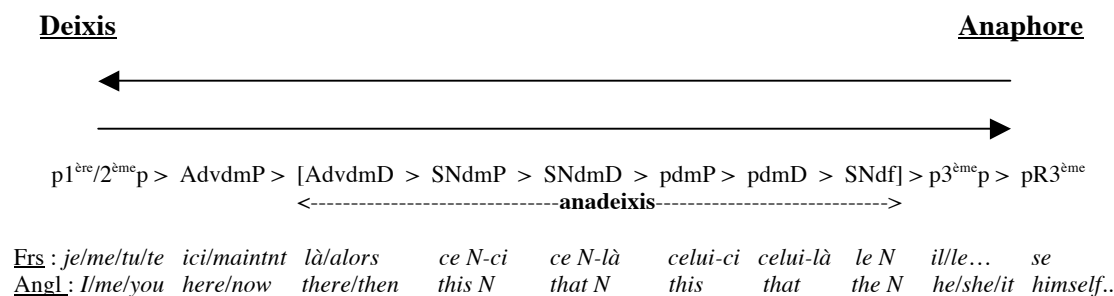 Deixis Anaphore
p1ère/2èmep > AdvdmP > [AdvdmD > SNdmP > SNdmD > pdmP > pdmD > SNdf] > p3èmep > pR3ème
<------------------------------anadeixis---------------------------->
Frs : je/me/tu/te ici/maintnt là/alors ce N-ci ce N-là celui-ci celui-là le N il/le… se
Angl : I/me/you here/now there/then this N that N this that the N he/she/it himself..